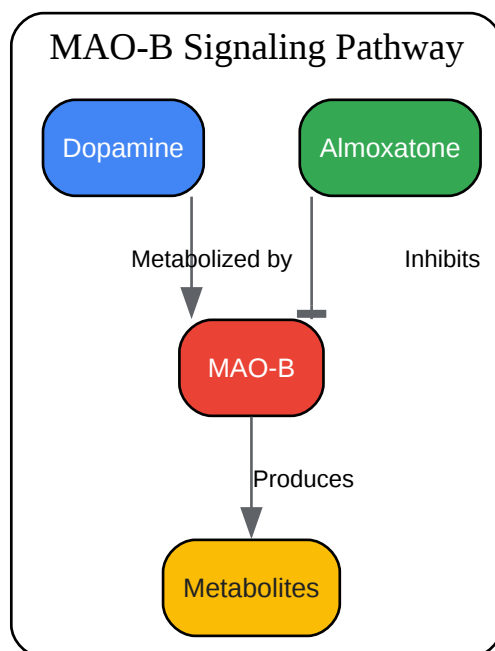 MAO-B Signaling Pathway
Dopamine
Almoxatone
Metabolized by
Inhibits
MAO-B
Produces
Metabolites